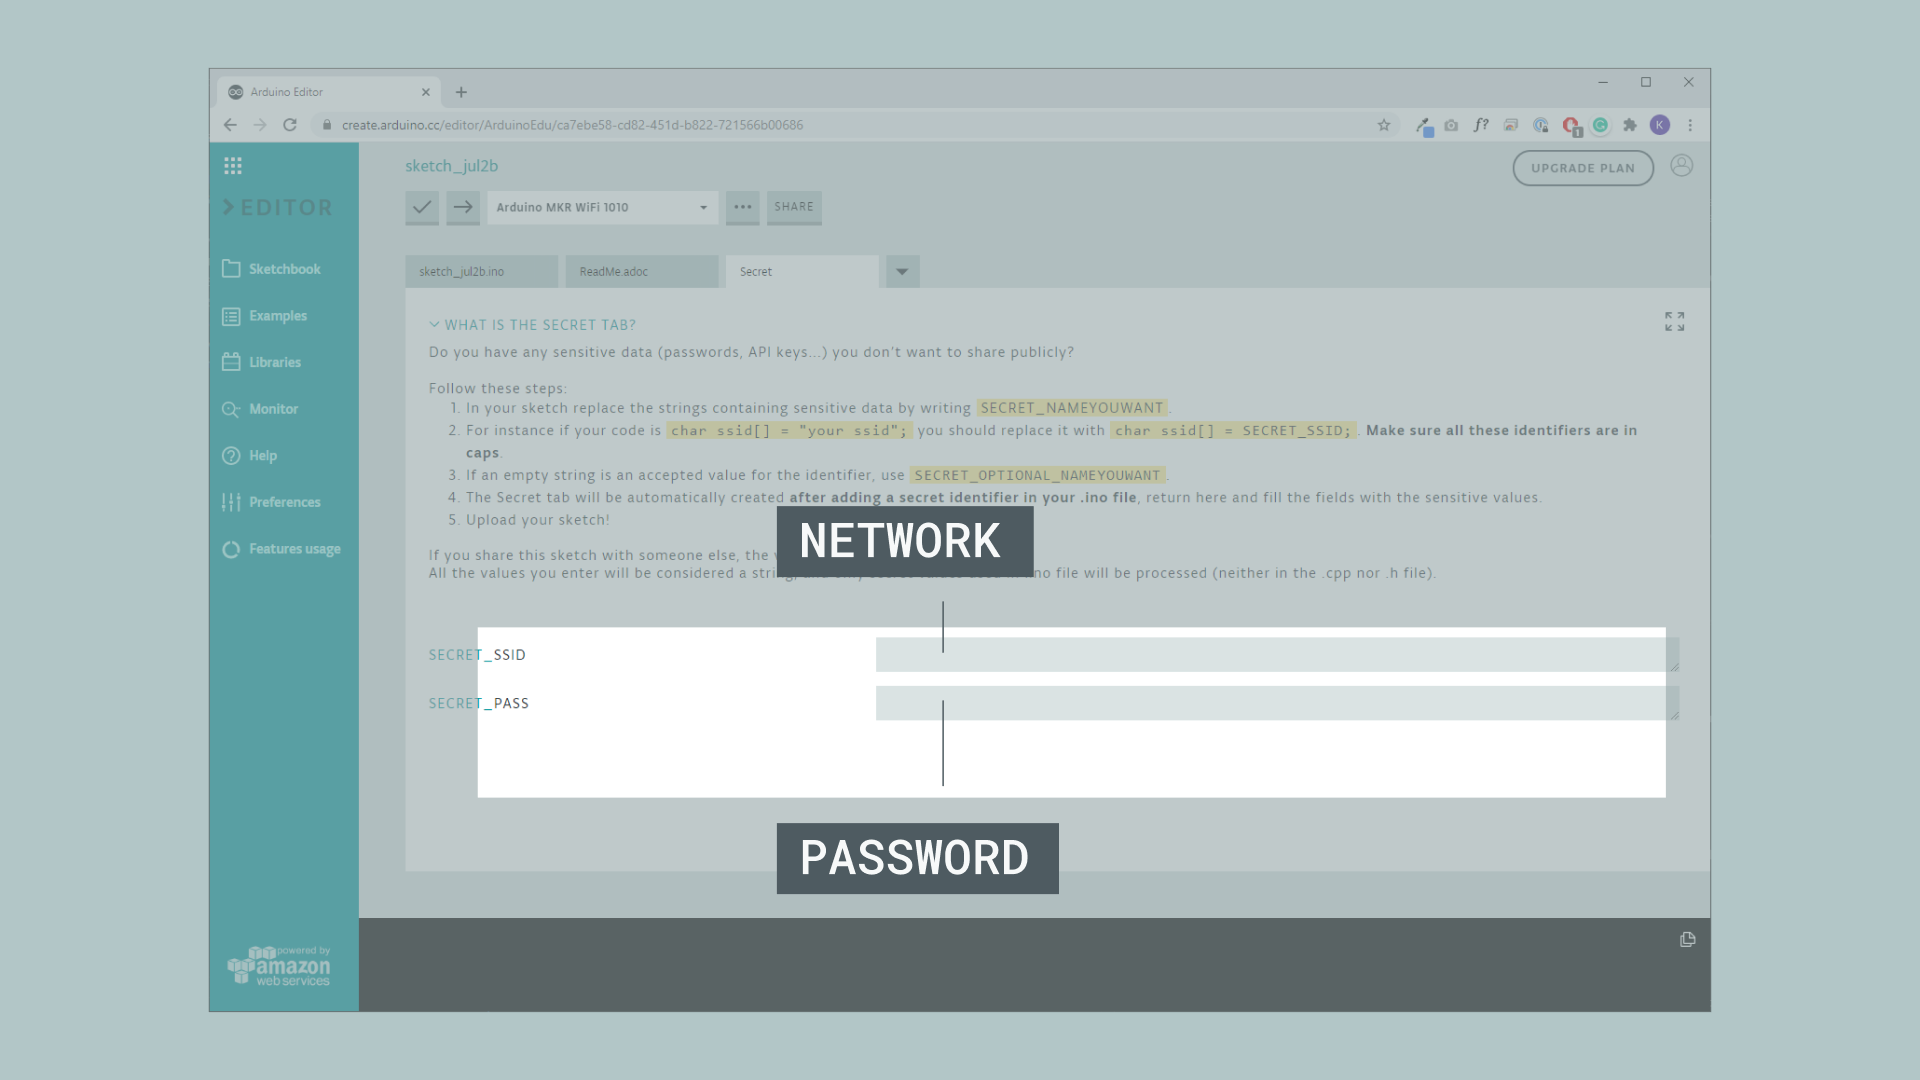 Arduino Editor
create.arduino.cc/editor/ArduinoEdu/ca7ebe58-cd82-451d-b822-721566b00686
f?
1
K
sketch_jul2b
UPGRADE PLAN
EDITOR
Arduino MKR WiFi 1010
SHARE
Sketchbook
Examples
Libraries
Monitor
Help
Preferences
Features usage
sketch_jul2b.ino
ReadMe.adoc
Secret
WHAT IS THE SECRET TAB?
Do you have any sensitive data (passwords, API keys...) you don't want to share publicly?
Follow these steps:
1. In your sketch replace the strings containing sensitive data by writing SECRET_NAMEYOUWANT.
2. For instance if your code is char ssid[] = "your ssid"; you should replace it with char ssid[] = SECRET_SSID; . Make sure all these identifiers are in
caps.
3. If an empty string is an accepted value for the identifier, use SECRET_OPTIONAL_NAMEYOUWANT.
4. The Secret tab will be automatically created after adding a secret identifier in your .ino file, return here and fill the fields with the sensitive values.
5. Upload your sketch!
NETWORK
If you share this sketch with someone else, the
All the values you enter will be considered a no file will be processed (neither in the .cpp nor .h file).
SECRET_SSID
SECRET_PASS
PASSWORD
powered by
amazon
web services